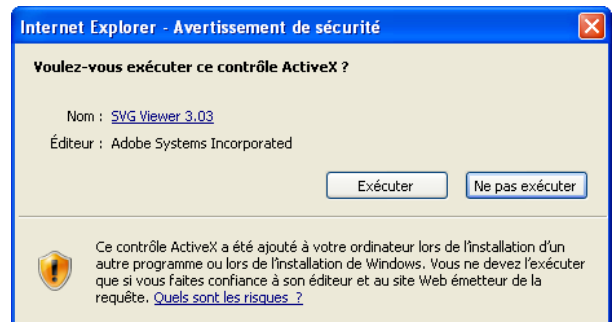 Internet Explorer - Avertissement de sécurité
Voulez-vous exécuter ce contrôle ActiveX ?
Nom : SVG Viewer 3.03
Éditeur : Adobe Systems Incorporated
Exécuter Ne pas exécuter
Ce contrôle ActiveX a été ajouté à votre ordinateur lors de l'installation d'un
autre programme ou lors de l'installation de Windows. Vous ne devez l'exécuter
que si vous faites confiance à son éditeur et au site Web émetteur de la
requête. Quels sont les risques ?